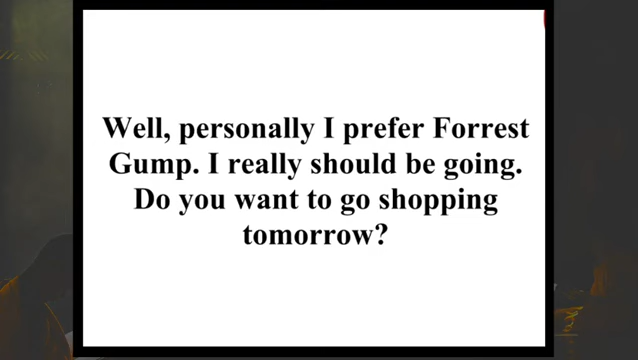 Well, personally I prefer Forrest
Gump. I really should be going.
Do you want to go shopping
tomorrow?